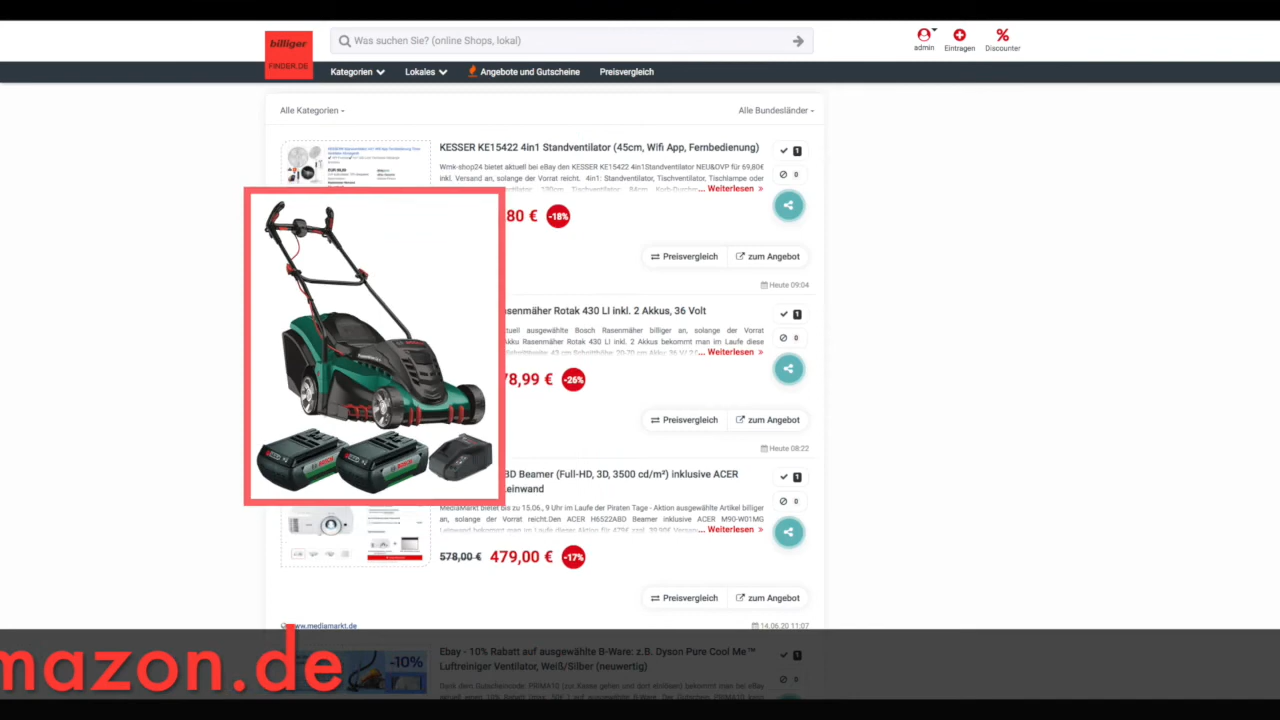 billiger
FINDER.DE
Was suchen Sie? (online Shops, lokal)
admin
Eintragen
Discounter
Kategorien
Lokales
Angebote und Gutscheine
Preisvergleich
Alle Kategorien
Alle Bundesländer
KESSER KE15422 4in1 Standventilator (45cm, Wifi App, Fernbedienung)
Wmk-shop24 bietet aktuell bei eBay den KESSER KE15422 4in1Standventilator NEU&OVP für 69,80€
inkl. Versand an, solange der Vorrat reicht. 4in1: Standventilator, Tischventilator, Tischlampe oder
... Weiterlesen »
80 € -18%
1
0
Preisvergleich
zum Angebot
Heute 09:04
asenmäher Rotak 430 LI inkl. 2 Akkus, 36 Volt
tuell ausgewählte Bosch Rasenmäher billiger an, solange der Vorrat
Akku Rasenmäher Rotak 430 LI inkl. 2 Akkus bekommt man im Laufe diese
... Weiterlesen »
78,99 € -26%
1
0
Preisvergleich
zum Angebot
Heute 08:22
BD Beamer (Full-HD, 3D, 3500 cd/m²) inklusive ACER
einwand
MediaMarkt bietet bis zu 15.06., 9 Uhr im Laufe der Piraten Tage - Aktion ausgewählte Artikel billiger
an, solange der Vorrat reicht.Den ACER H6522ABD Beamer inklusive ACER M90-W01MG
... Weiterlesen »
578,00 € 479,00 € -17%
1
0
Preisvergleich
zum Angebot
www.mediamarkt.de
14.06.20 11:07
Ebay - 10% Rabatt auf ausgewählte B-Ware: z.B. Dyson Pure Cool Me™
Luftreiniger Ventilator, Weiß/Silber (neuwertig)
-10%
1
0
mazon.de